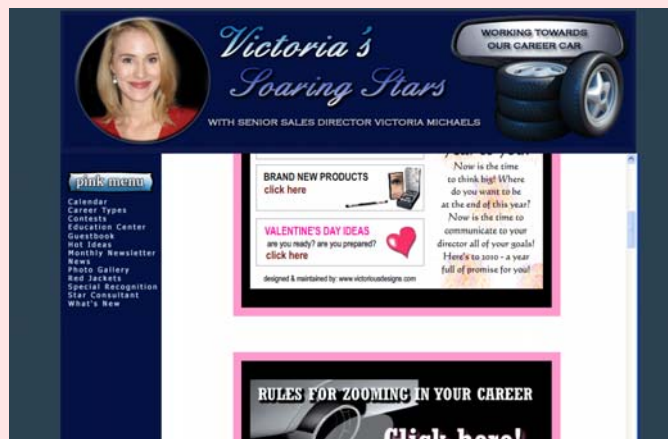 Victoria's
Soaring Stars
WITH SENIOR SALES DIRECTOR VICTORIA MICHAELS
WORKING TOWARDS
OUR CAREER CAR
pink menu
Calendar
Career Types
Contests
Education Center
Guestbook
Hot Ideas
Monthly Newsletter
News
Photo Gallery
Red Jackets
Special Recognition
Star Consultant
What's New
BRAND NEW PRODUCTS
click here
VALENTINE'S DAY IDEAS
are you ready? are you prepared?
click here
designed & maintained by: www.victoriousdesigns.com
Now is the time
to think big! Where
do you want to be
at the end of this year?
Now is the time to
communicate to your
director all of your goals!
Here's to 2010 - a year
full of promise for you!
RULES FOR ZOOMING IN YOUR CAREER
Click here!